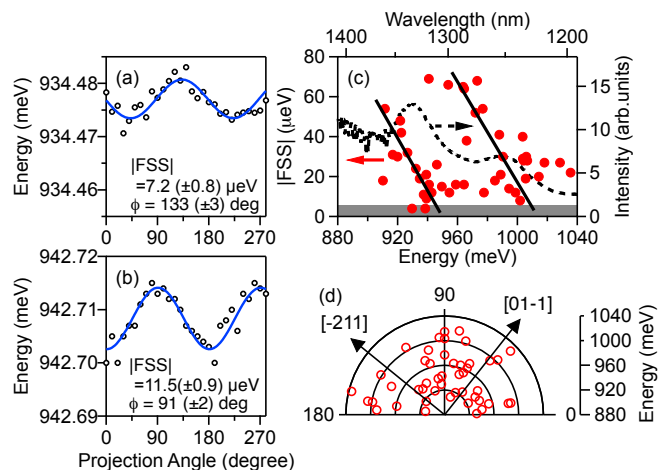 (a)
Energy (meV)
934.48
934.47
934.46
|FSS|
=7.2 (±0.8) µeV
ϕ = 133 (±3) deg
0 90 180 270
(b)
Energy (meV)
942.72
942.71
942.70
942.69
|FSS|
=11.5(±0.9) µeV
ϕ = 91 (±2) deg
0 90 180 270
Projection Angle (degree)
Wavelength (nm)
1400 1300 1200
(c)
|FSS| (µeV)
80
60
40
20
0
15
10
5
0
Intensity (arb.units)
880 920 960 1000 1040
Energy (meV)
(d)
90
[-211]
[01-1]
180
0
1040
1000
960
920
880
Energy (meV)